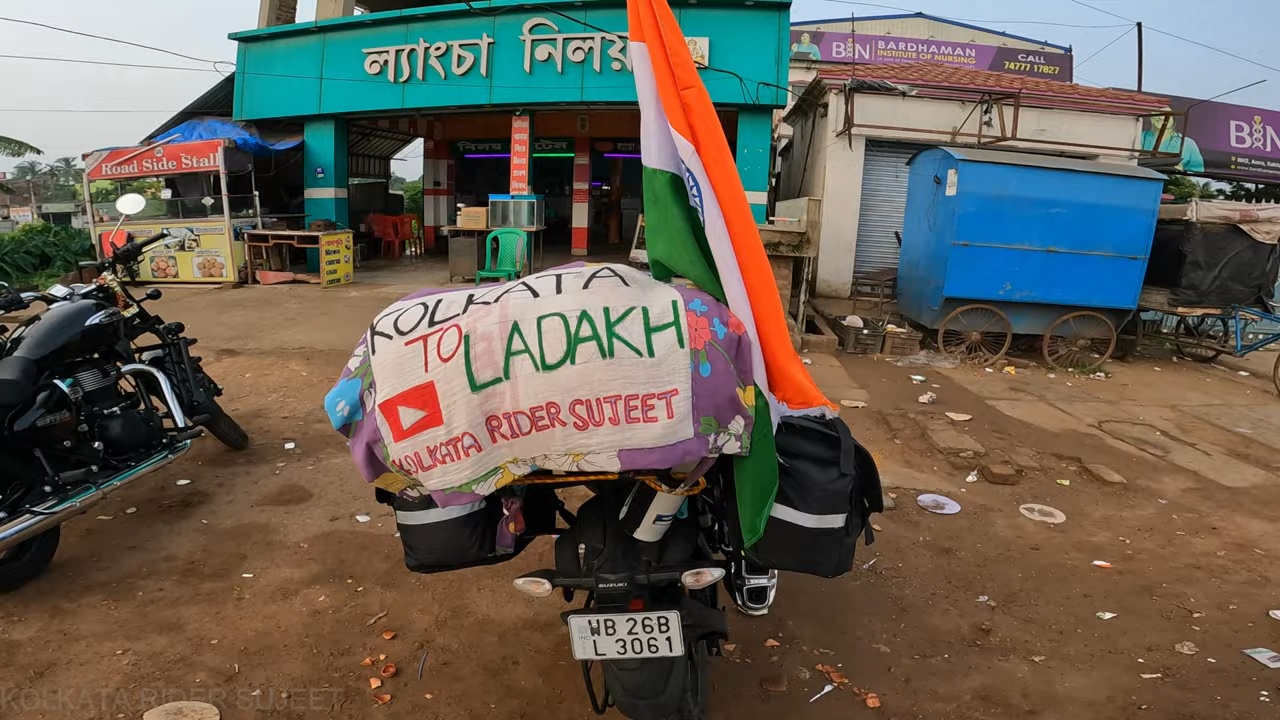 ল্যাংচা নিলয়
BIN BARDHAMAN
INSTITUTE OF NURSING
CALL
74777 17827
Road Side Stall
KOLKATA
TO LADAKH
KOLKATA RIDER SUJEET
SUZUKI
WB 26B
L 3061
KOLKATA RIDER SUJEET